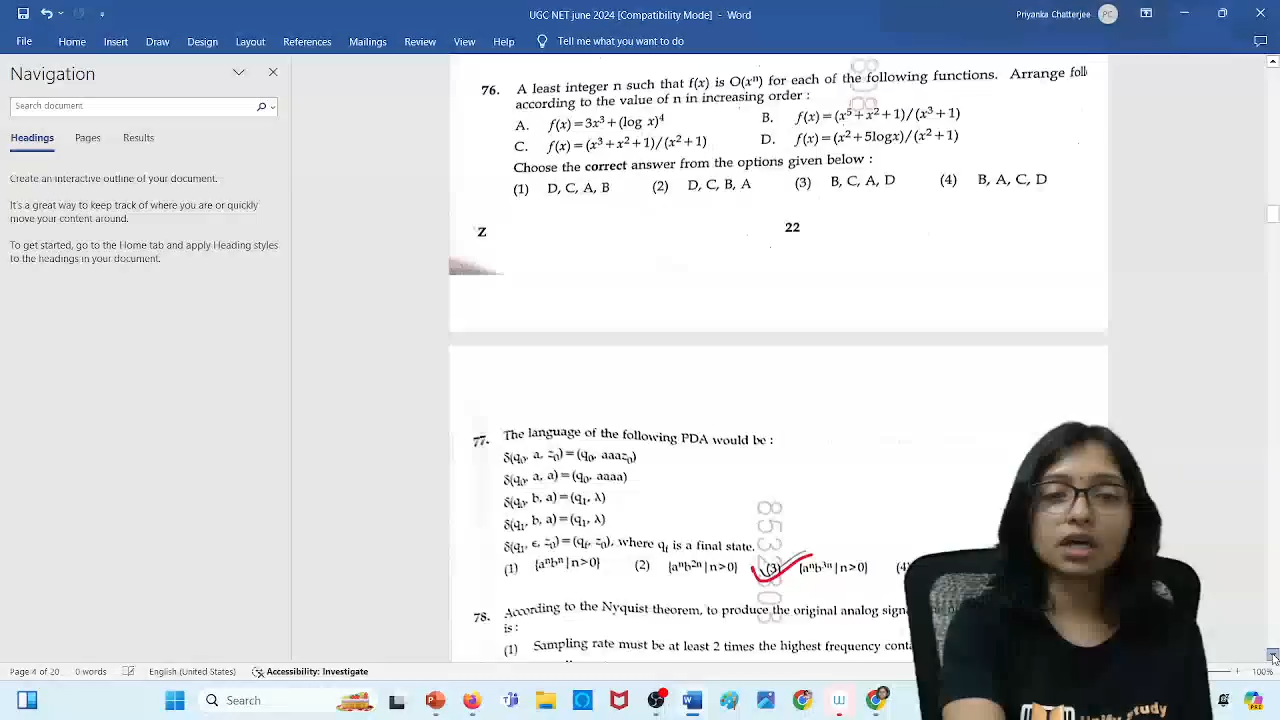 UGC NET june 2024 [Compatibility Mode] - Word
Priyanka Chatterjee PC
File Home Insert Draw Design Layout References Mailings Review View Help Tell me what you want to do
Navigation
Search document
Headings Pages Results
Create an interactive outline of your document.
It's a great way to keep track of where you are or quickly
move your content around.
To get started, go to the Home tab and apply Heading styles
to the headings in your document.
76. A least integer n such that f(x) is O(xⁿ) for each of the following functions. Arrange
according to the value of n in increasing order :
A. f(x)=3x³+(log x)⁴ B. f(x)=(x⁵+x²+1)/(x³+1)
C. f(x)=(x³+x²+1)/(x²+1) D. f(x)=(x²+5logx)/(x²+1)
Choose the correct answer from the options given below :
(1) D, C, A, B (2) D, C, B, A (3) B, C, A, D (4) B, A, C, D
Z 22
77. The language of the following PDA would be :
δ(q₀, a, z₀)=(q₀, aaaz₀)
δ(q₀, a, a)=(q₀, aaaa)
δ(q₀, b, a)=(q₁, λ)
δ(q₁, b, a)=(q₁, λ)
δ(q₁, ε, z₀)=(qf, z₀), where qf is a final state.
(1) {aⁿbⁿ|n>0} (2) {aⁿb²ⁿ|n>0} (3) {aⁿb³ⁿ|n>0} (4)
78. According to the Nyquist theorem, to produce the original analog
is :
(1) Sampling rate must be at least 2 times the highest frequency
Page 4 of 20 0 words English (United States) Accessibility: Investigate 100%
Search
study